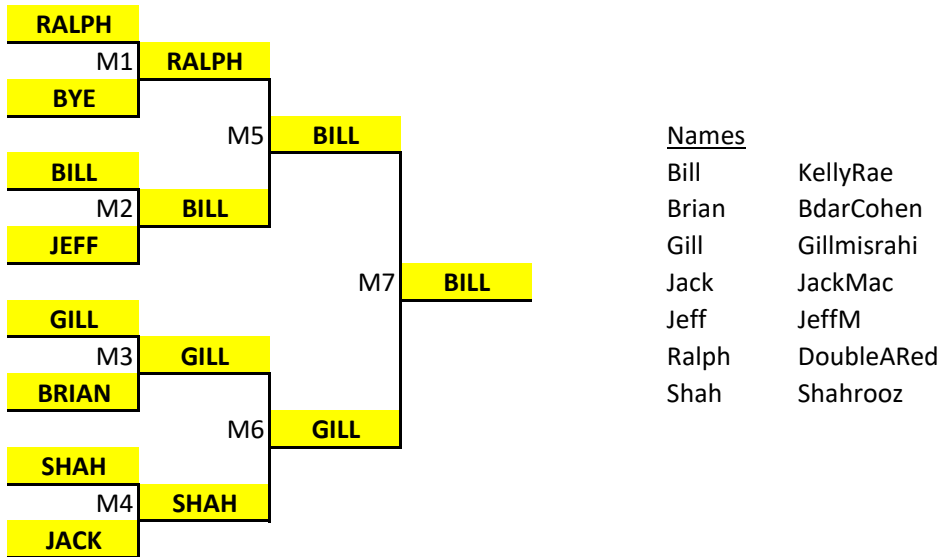 RALPH
M1 RALPH
BYE
M5 BILL
BILL
M2 BILL
JEFF
M7 BILL
GILL
M3 GILL
BRIAN
M6 GILL
SHAH
M4 SHAH
JACK
Names
Bill KellyRae
Brian BdarCohen
Gill Gillmisrahi
Jack JackMac
Jeff JeffM
Ralph DoubleARed
Shah Shahrooz